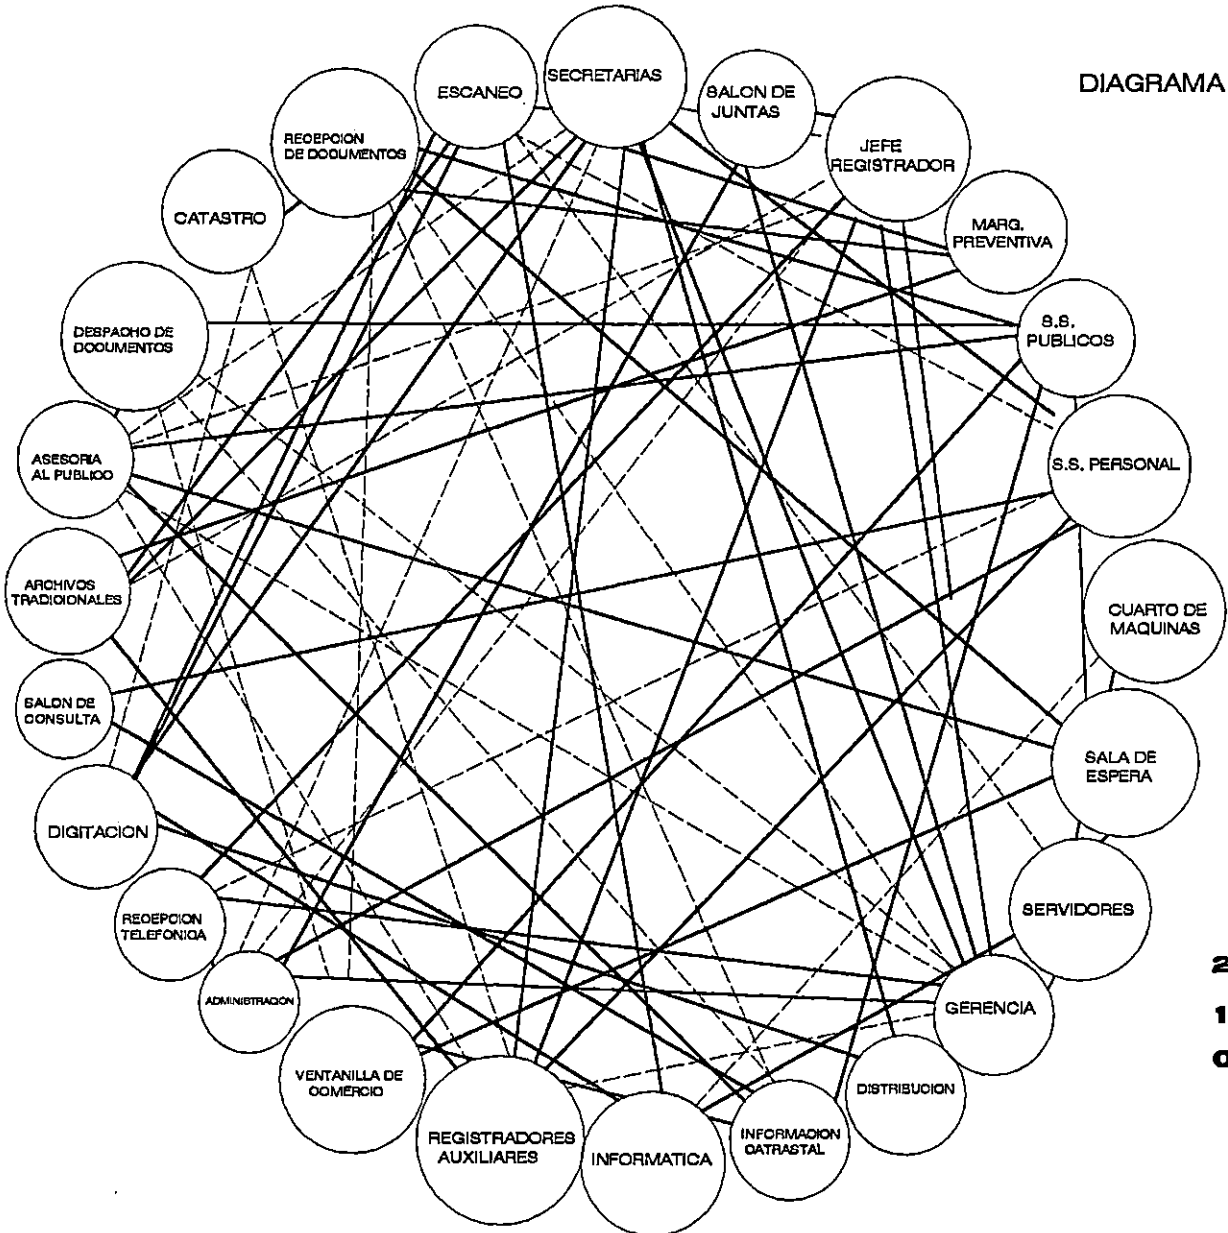 DIAGRAMA
SECRETARIAS
ESCANEO
SALON DE
JUNTAS
RECEPCION
DE DOCUMENTOS
JEFE
REGISTRADOR
CATASTRO
MARG.
PREVENTIVA
DESPACHO DE
DOCUMENTOS
S.S.
PUBLICOS
ASESORIA
AL PUBLICO
S.S. PERSONAL
ARCHIVOS
TRADICIONALES
CUARTO DE
MAQUINAS
SALON DE
CONSULTA
SALA DE
ESPERA
DIGITACION
RECEPCION
TELEFONICA
SERVIDORES
ADMINISTRACION
GERENCIA
VENTANILLA DE
COMERCIO
DISTRIBUCION
REGISTRADORES
AUXILIARES
INFORMATICA
INFORMACION
CATRASTAL
2
1